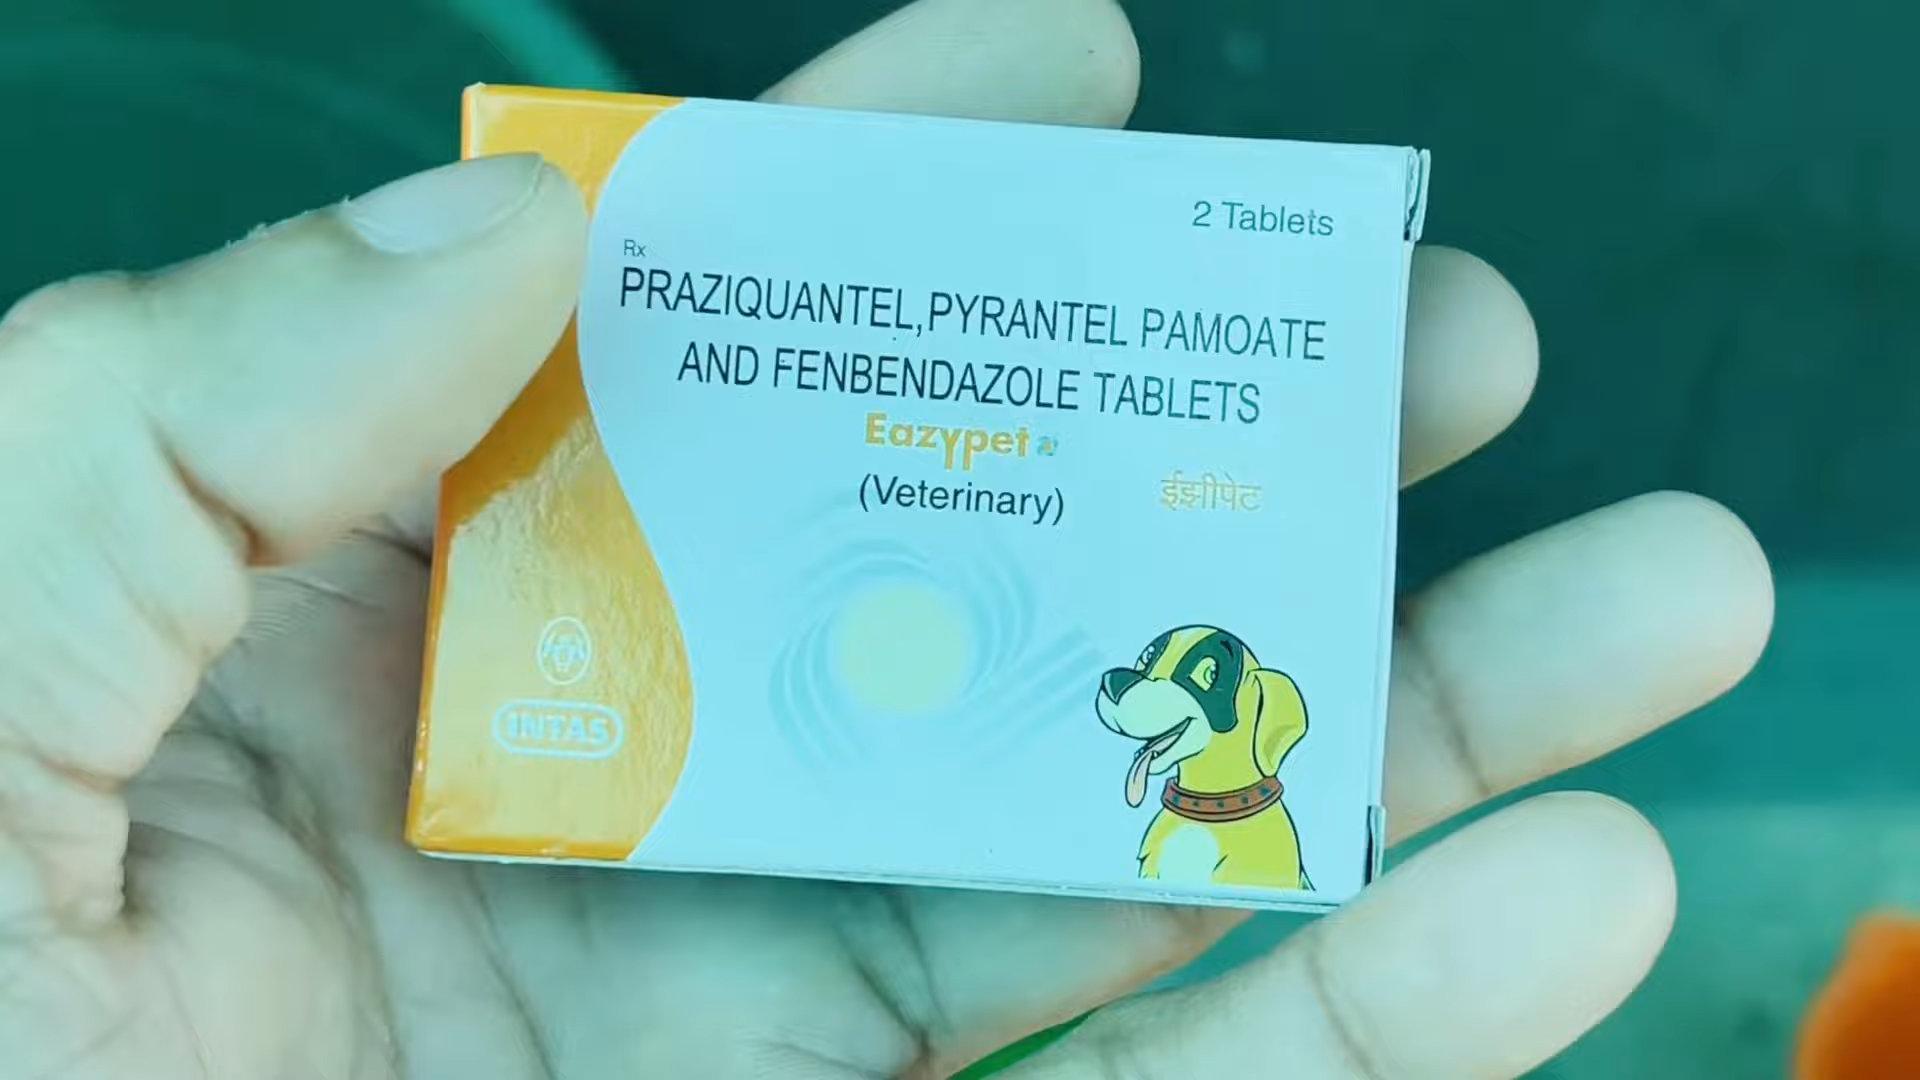 2 Tablets
Rx
PRAZIQUANTEL, PYRANTEL PAMOATE
AND FENBENDAZOLE TABLETS
Eazypet
(Veterinary)
ईझीपेट
INTAS